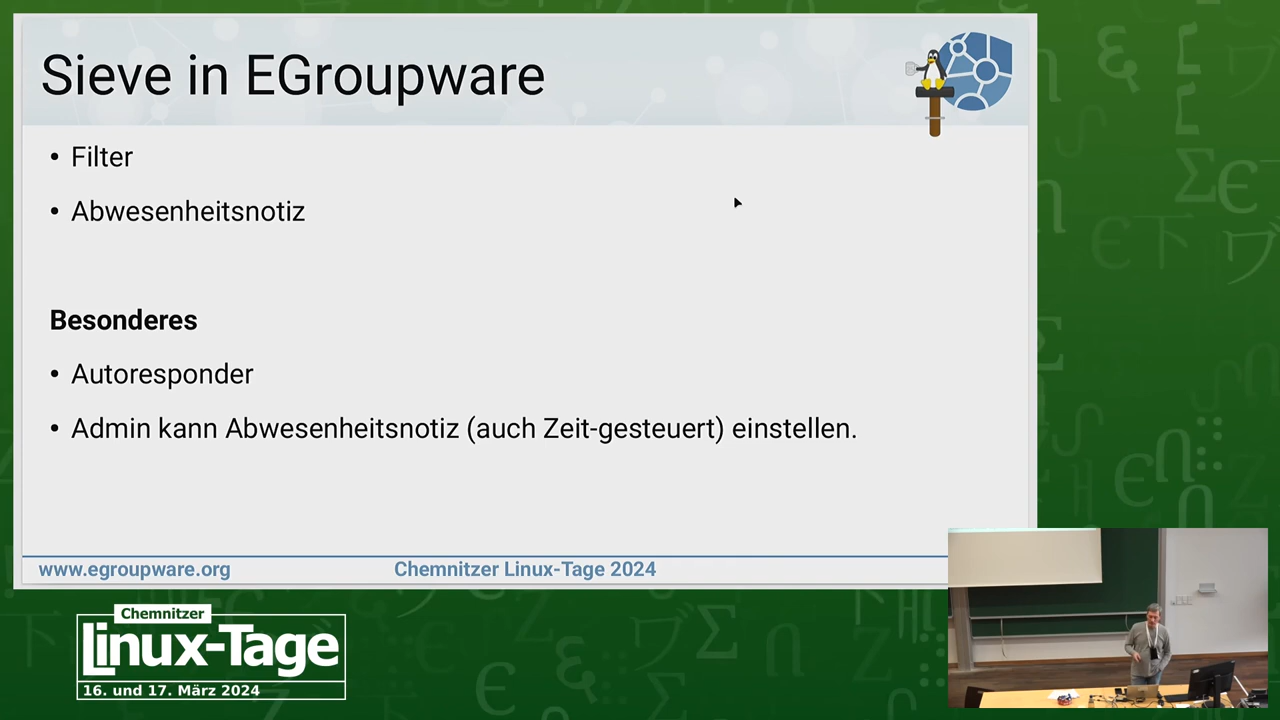 Sieve in EGroupware
• Filter
• Abwesenheitsnotiz
Besonderes
• Autoresponder
• Admin kann Abwesenheitsnotiz (auch Zeit-gesteuert) einstellen.
www.egroupware.org
Chemnitzer Linux-Tage 2024
Chemnitzer
Linux-Tage
16. und 17. März 2024